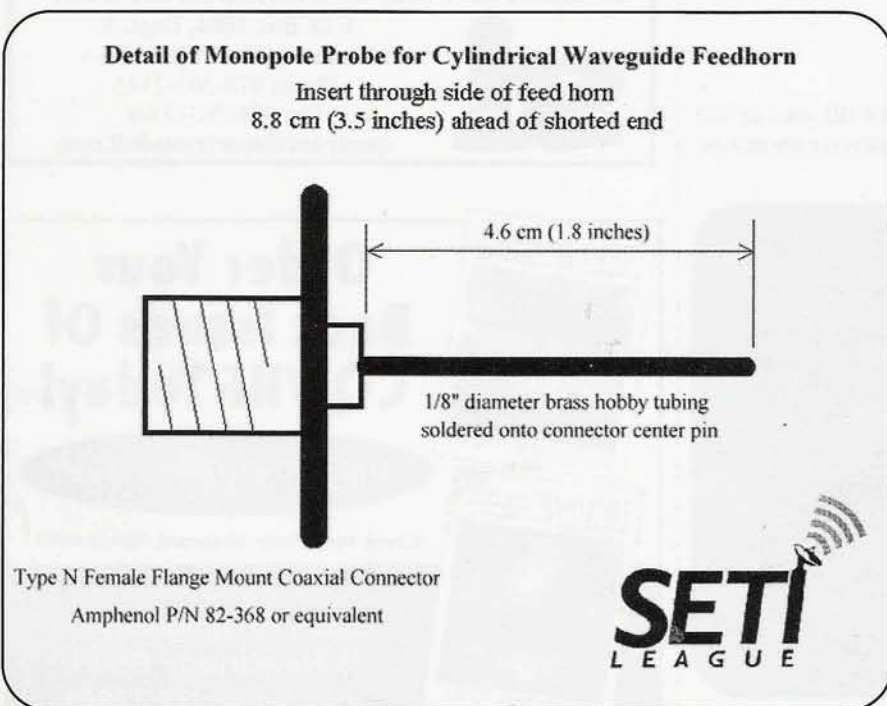 Detail of Monopole Probe for Cylindrical Waveguide Feedhorn
Insert through side of feed horn
8.8 cm (3.5 inches) ahead of shorted end
4.6 cm (1.8 inches)
1/8" diameter brass hobby tubing
soldered onto connector center pin
Type N Female Flange Mount Coaxial Connector
Amphenol P/N 82-368 or equivalent
SETI
LEAGUE